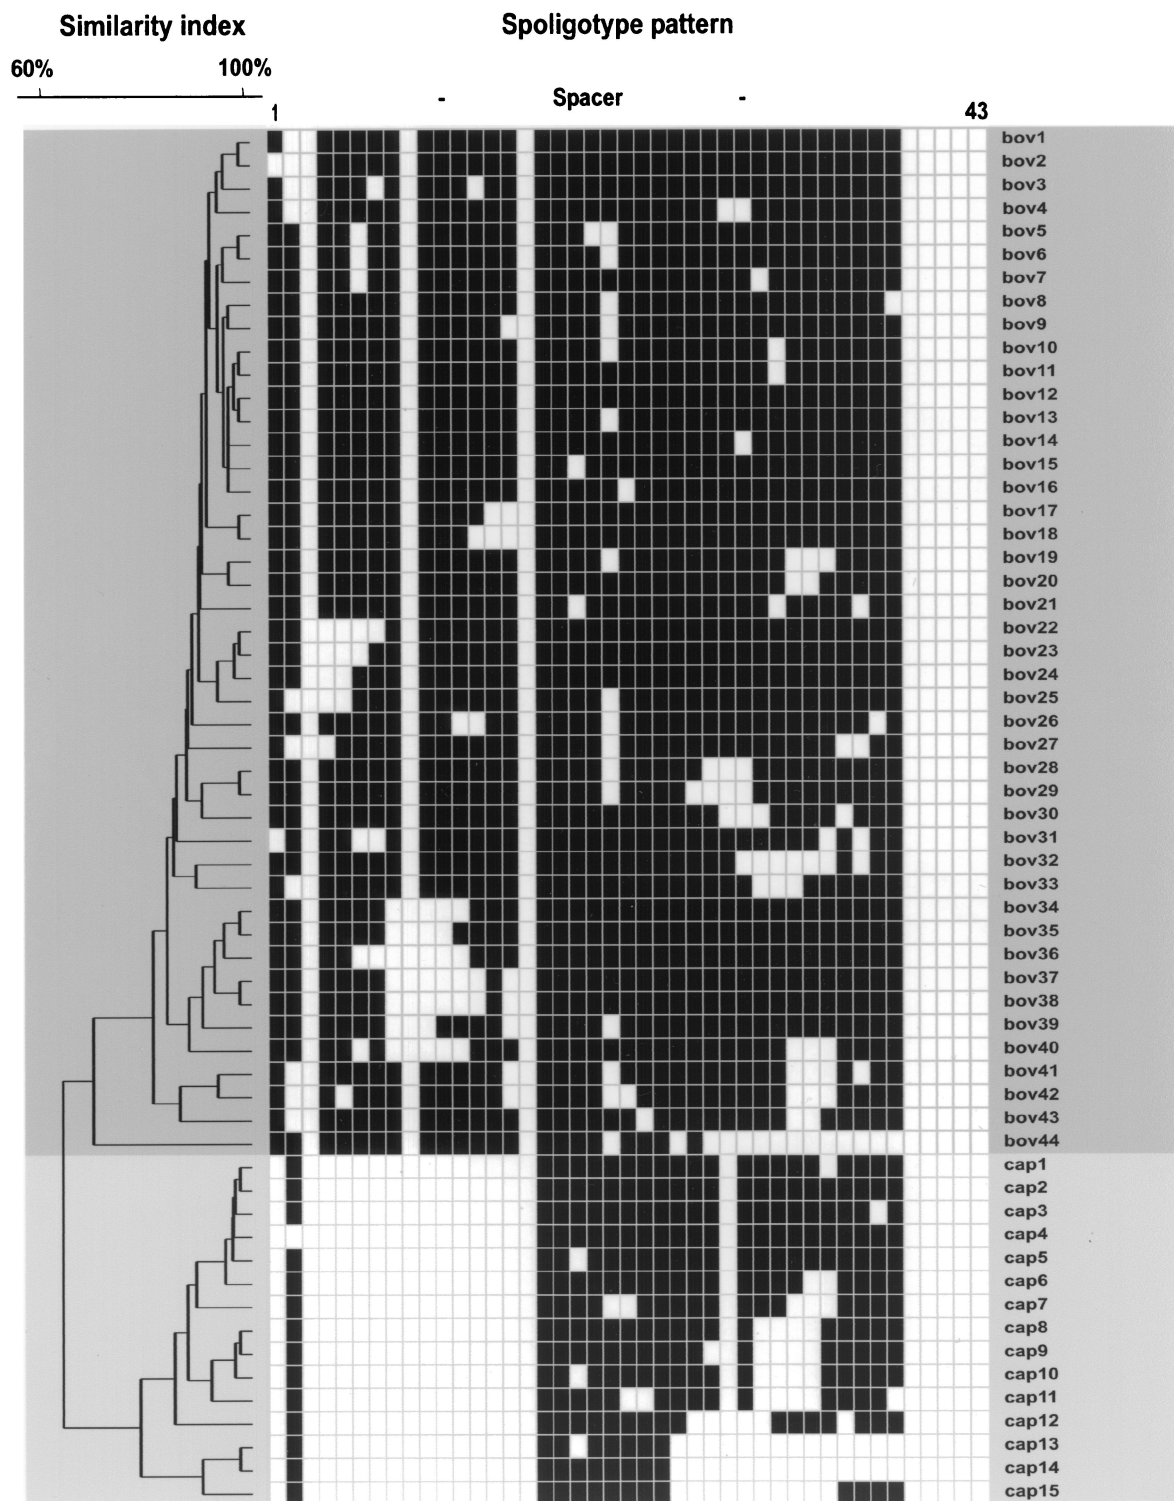 Similarity index Spoligotype pattern
60% 100%
1 - Spacer - 43
bov1
bov2
bov3
bov4
bov5
bov6
bov7
bov8
bov9
bov10
bov11
bov12
bov13
bov14
bov15
bov16
bov17
bov18
bov19
bov20
bov21
bov22
bov23
bov24
bov25
bov26
bov27
bov28
bov29
bov30
bov31
bov32
bov33
bov34
bov35
bov36
bov37
bov38
bov39
bov40
bov41
bov42
bov43
bov44
cap1
cap2
cap3
cap4
cap5
cap6
cap7
cap8
cap9
cap10
cap11
cap12
cap13
cap14
cap15